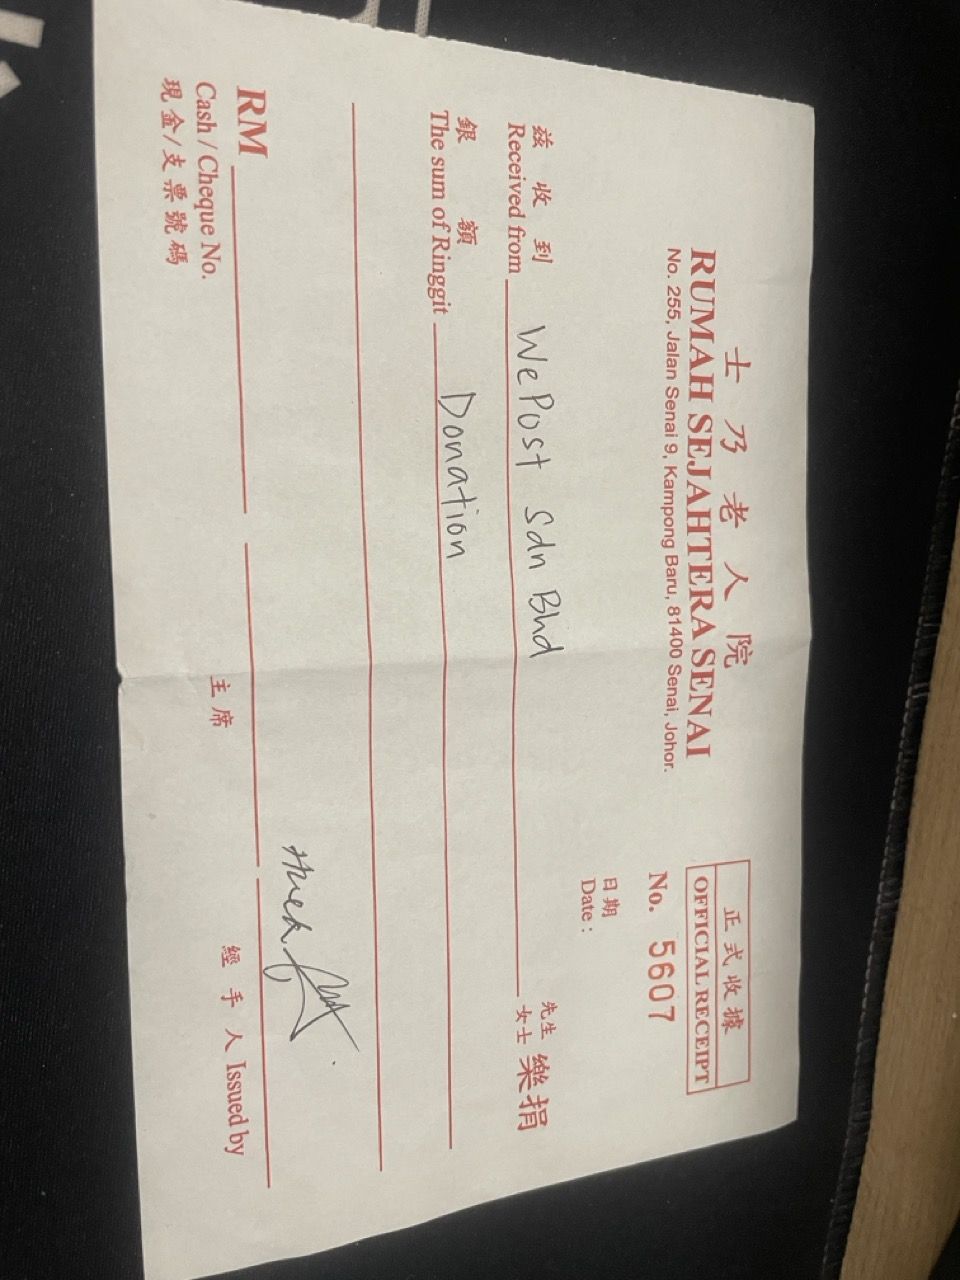 士乃老人院
RUMAH SEJAHTERA SENAI
No. 255, Jalan Senai 9, Kampong Baru, 81400 Senai, Johor.
正式收據
OFFICIAL RECEIPT
No. 5607
日期
Date :
茲收到
Received from We Post Sdn Bhd 先生 女士 樂捐
銀額
The sum of Ringgit Donation
RM
Cash / Cheque No.
現金/支票號碼
主席
經手人 Issued by